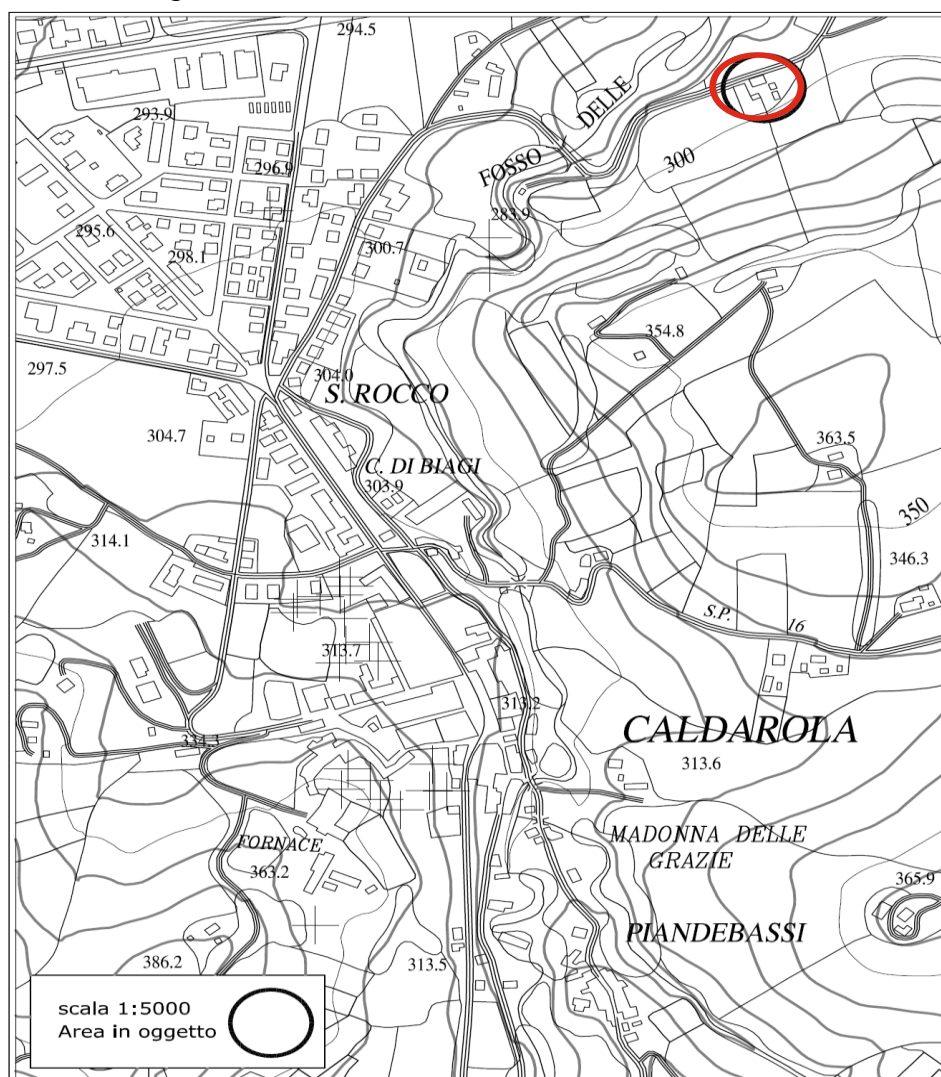 294.5
DELLE
293.9
300
FOSSO
296.9
283.9
295.6
300.7
298.1
354.8
297.5
304.0
S. ROCCO
304.7
363.5
C. DI BIAGI
303.9
350
314.1
346.3
S.P. 16
313.7
313.2
CALDAROLA
334.3
313.6
MADONNA DELLE
GRAZIE
FORNACE
363.2
365.9
PIANDEBASSI
386.2
313.5
scala 1:5000
Area in oggetto